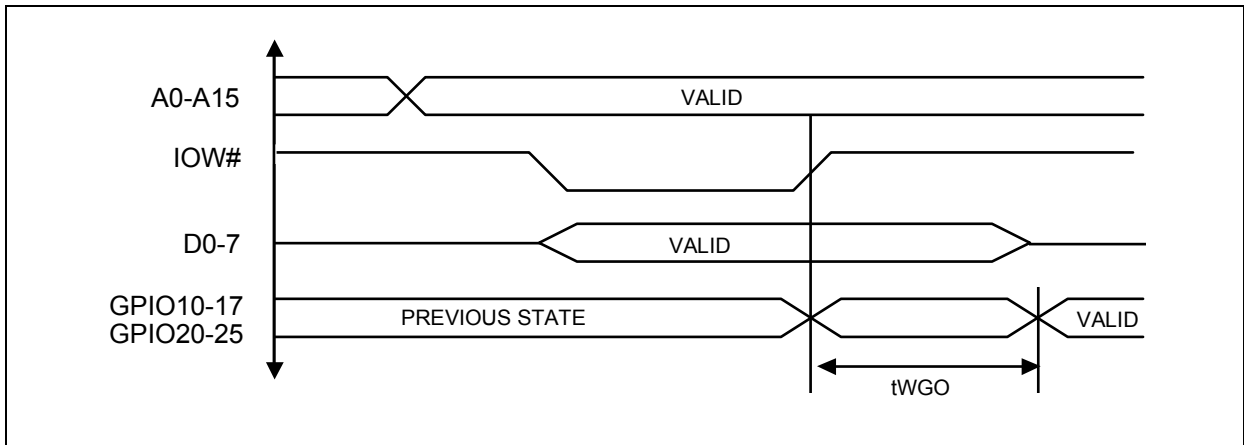 A0-A15
VALID
IOW#
D0-7
VALID
GPIO10-17
GPIO20-25
PREVIOUS STATE
VALID
tWGO